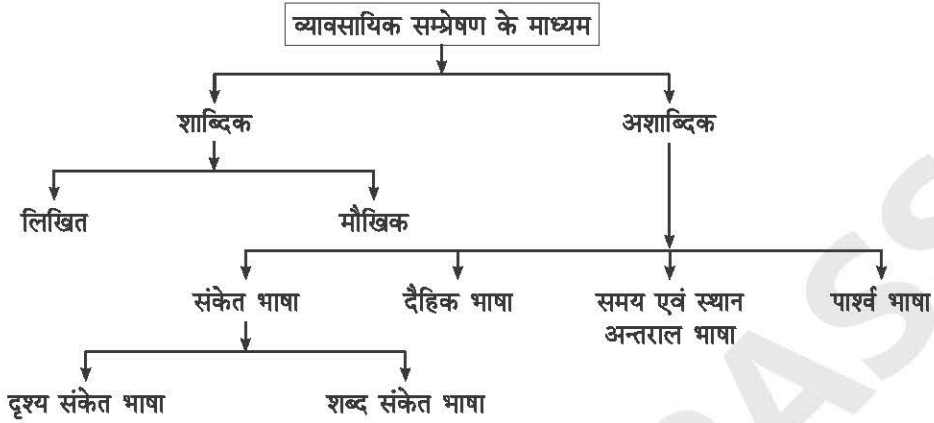 व्यावसायिक सम्प्रेषण के माध्यम
शाब्दिक
अशाब्दिक
लिखित
मौखिक
संकेत भाषा
दैहिक भाषा
समय एवं स्थान
अन्तराल भाषा
पार्श्व भाषा
दृश्य संकेत भाषा
शब्द संकेत भाषा